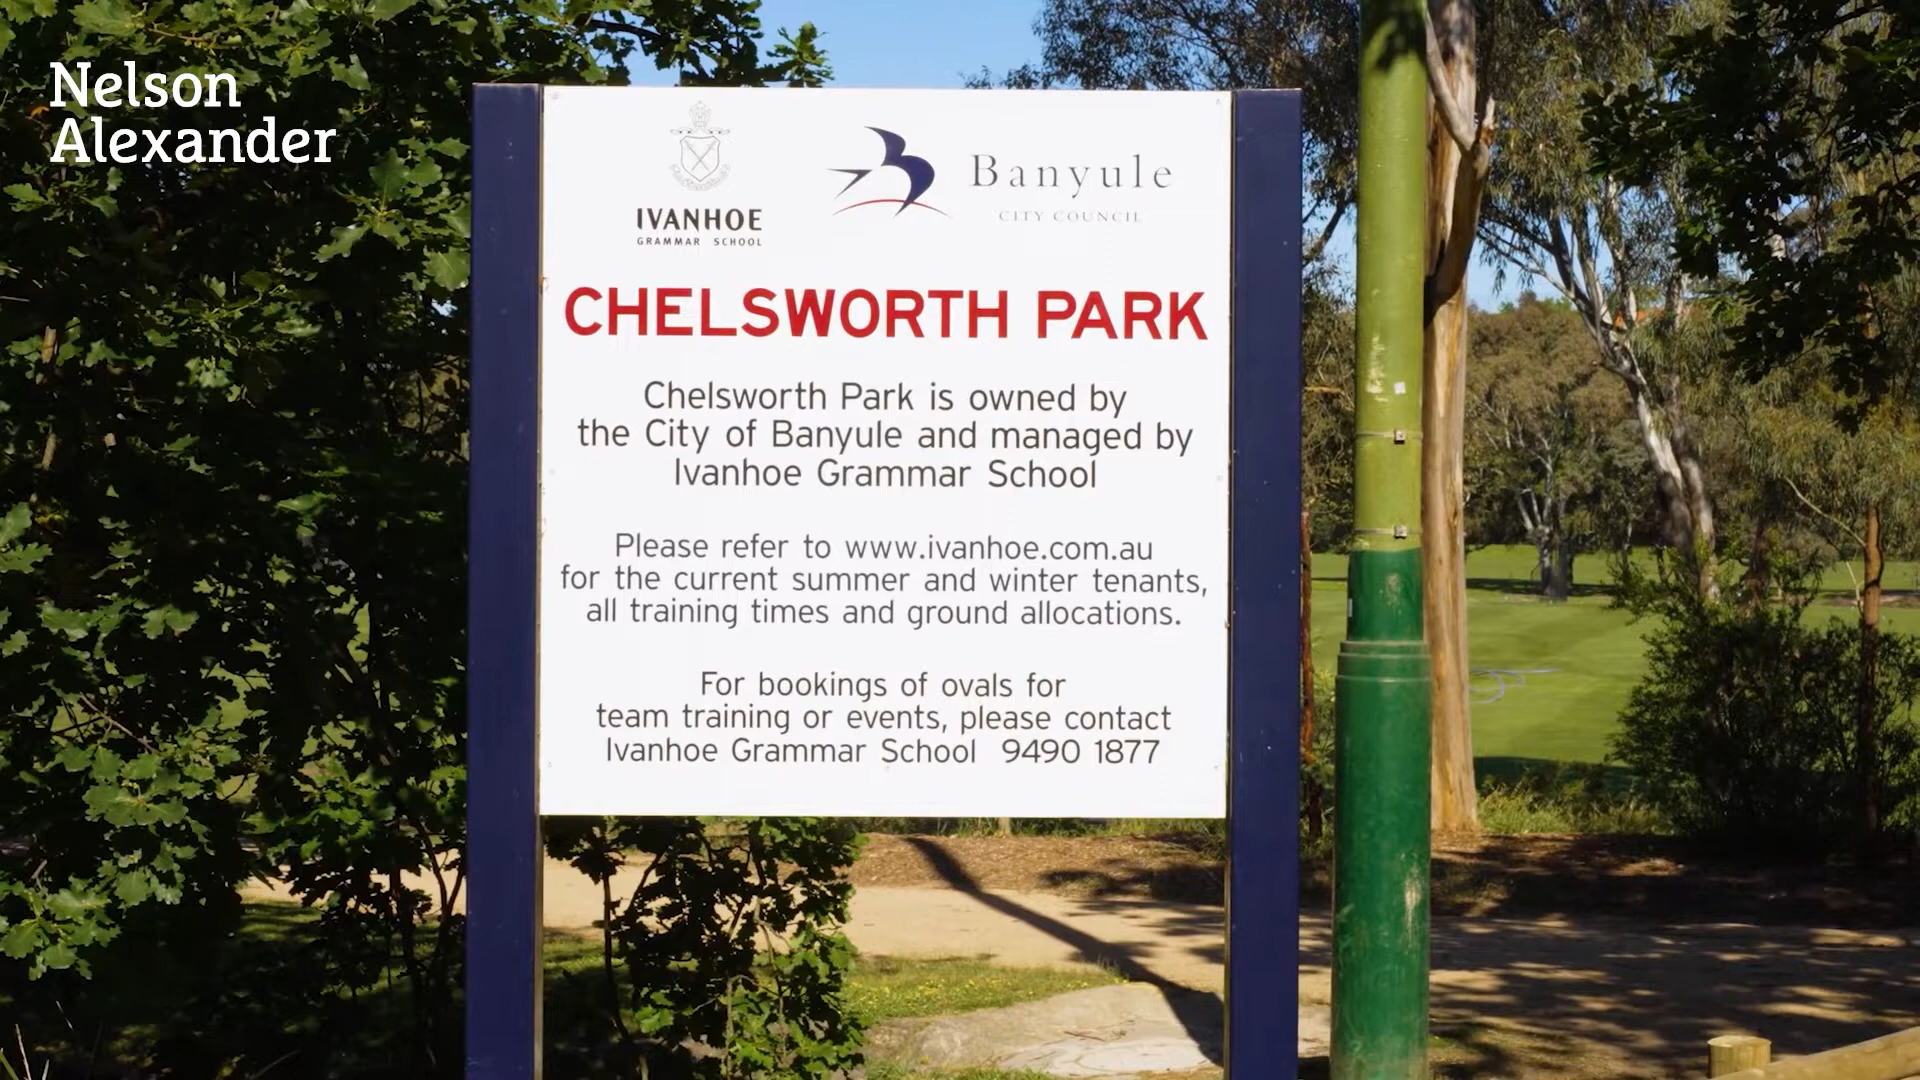 Nelson
Alexander
IVANHOE
GRAMMAR SCHOOL
Banyule
CITY COUNCIL
CHELSWORTH PARK
Chelsworth Park is owned by
the City of Banyule and managed by
Ivanhoe Grammar School
Please refer to www.ivanhoe.com.au
for the current summer and winter tenants,
all training times and ground allocations.
For bookings of ovals for
team training or events, please contact
Ivanhoe Grammar School 9490 1877